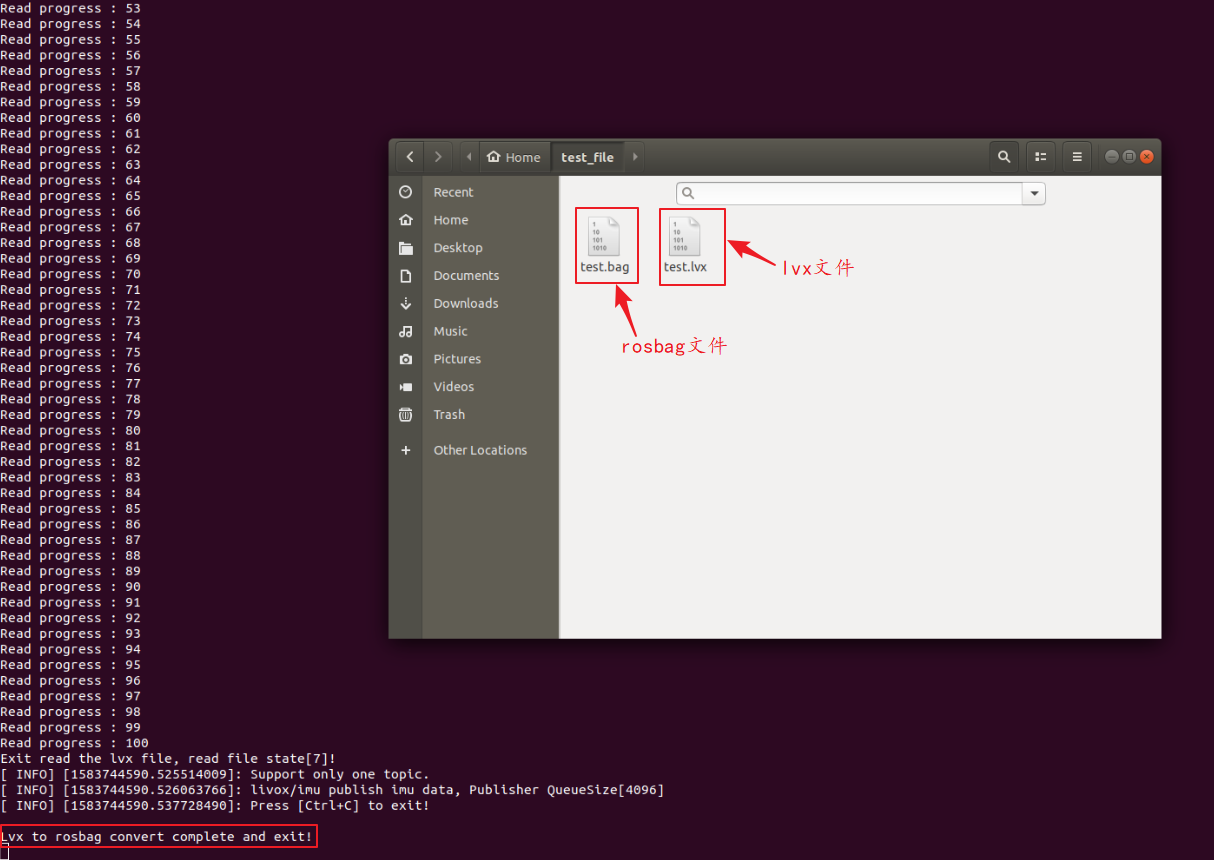 Read progress : 53
Read progress : 54
Read progress : 55
Read progress : 56
Read progress : 57
Read progress : 58
Read progress : 59
Read progress : 60
Read progress : 61
Read progress : 62
Read progress : 63
Read progress : 64
Read progress : 65
Read progress : 66
Read progress : 67
Read progress : 68
Read progress : 69
Read progress : 70
Read progress : 71
Read progress : 72
Read progress : 73
Read progress : 74
Read progress : 75
Read progress : 76
Read progress : 77
Read progress : 78
Read progress : 79
Read progress : 80
Read progress : 81
Read progress : 82
Read progress : 83
Read progress : 84
Read progress : 85
Read progress : 86
Read progress : 87
Read progress : 88
Read progress : 89
Read progress : 90
Read progress : 91
Read progress : 92
Read progress : 93
Read progress : 94
Read progress : 95
Read progress : 96
Read progress : 97
Read progress : 98
Read progress : 99
Read progress : 100
Exit read the lvx file, read file state[7]!
[ INFO] [1583744590.525514009]: Support only one topic.
[ INFO] [1583744590.526063766]: livox/imu publish imu data, Publisher QueueSize[4096]
[ INFO] [1583744590.537728490]: Press [Ctrl+C] to exit!
Lvx to rosbag convert complete and exit!
Home test_file
Recent
Home
Desktop
Documents
Downloads
Music
Pictures
Videos
Trash
Other Locations
1
10
101
1010
test.bag
1
10
101
1010
test.lvx
lvx文件
rosbag文件